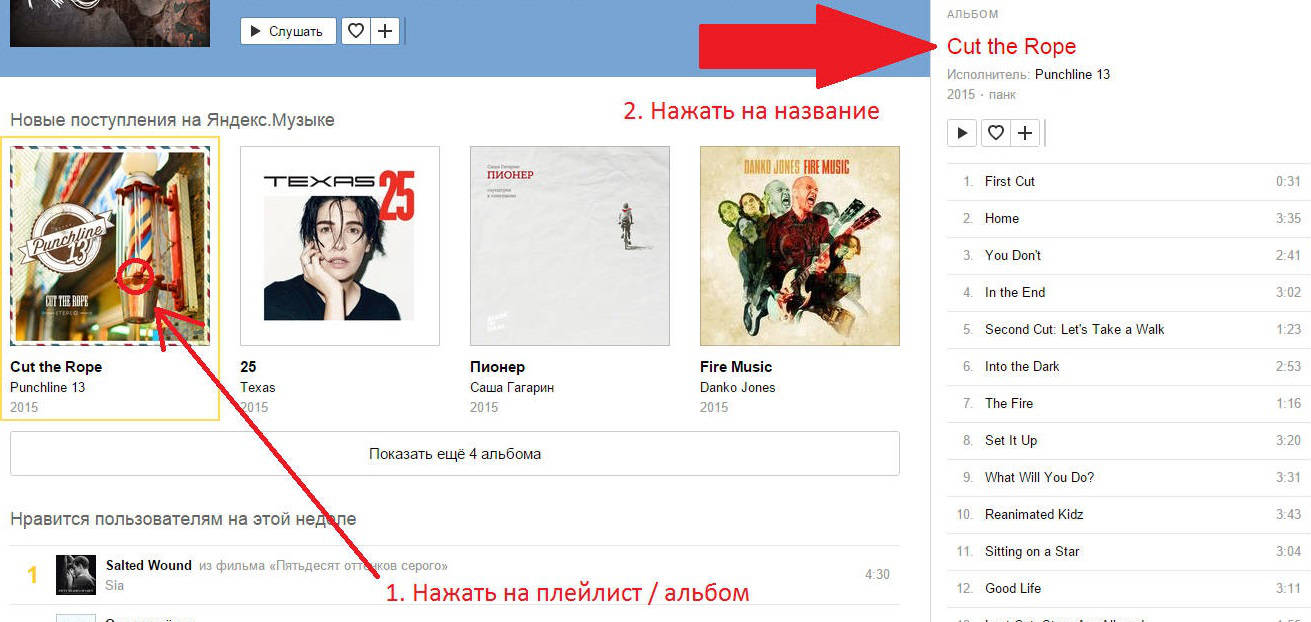 Слушать
2. Нажать на название
Новые поступления на Яндекс.Музыке
Punchline
13
CUT THE ROPE
STEREO
TEXAS 25
Саша Гагарин
ПИОНЕР
DANKO JONES FIRE MUSIC
Cut the Rope
Punchline 13
2015
25
Texas
2015
Пионер
Саша Гагарин
2015
Fire Music
Danko Jones
2015
Показать ещё 4 альбома
Нравится пользователям на этой неделе
1
Salted Wound из фильма «Пятьдесят оттенков серого»
Sia
4:30
1. Нажать на плейлист / альбом
АЛЬБОМ
Cut the Rope
Исполнитель: Punchline 13
2015 · панк
1. First Cut 0:31
2. Home 3:35
3. You Don't 2:41
4. In the End 3:02
5. Second Cut: Let's Take a Walk 1:23
6. Into the Dark 2:53
7. The Fire 1:16
8. Set It Up 3:20
9. What Will You Do? 3:31
10. Reanimated Kidz 3:43
11. Sitting on a Star 3:04
12. Good Life 3:11